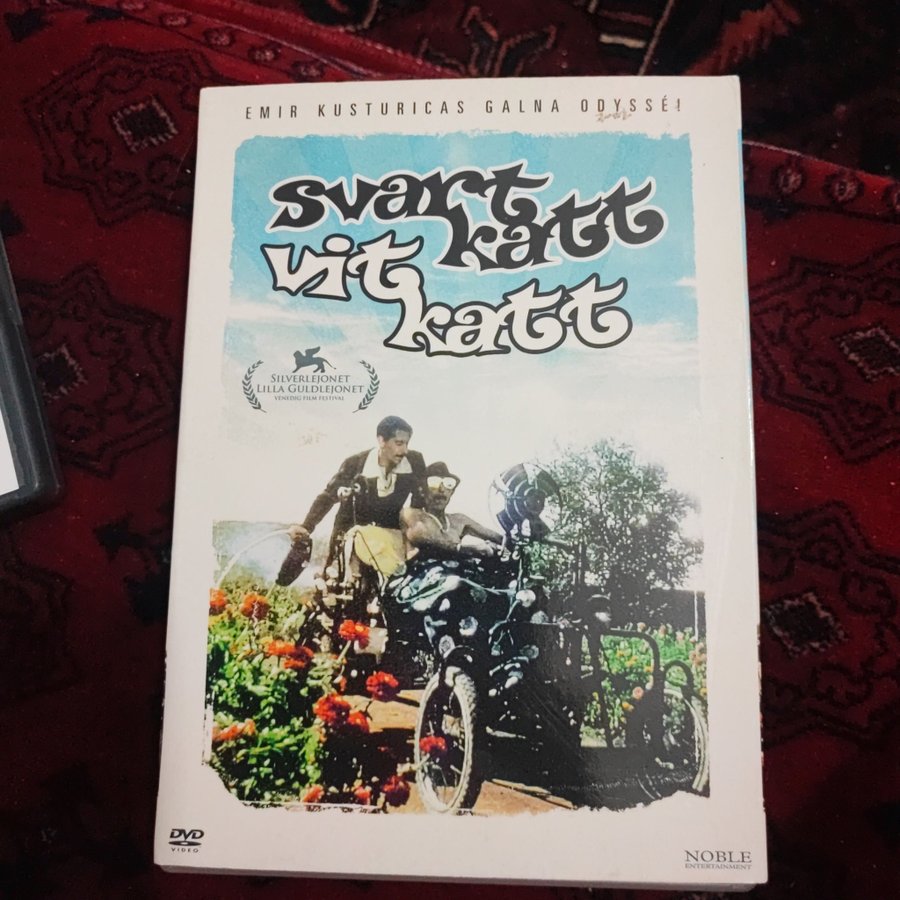 EMIR KUSTURICAS GALNA ODYSSÉ!
svart
katt
vit
katt
SILVERLEJONET
LILLA GULDLEJONET
VENEDIG FILM FESTIVAL
DVD
VIDEO
NOBLE
ENTERTAINMENT